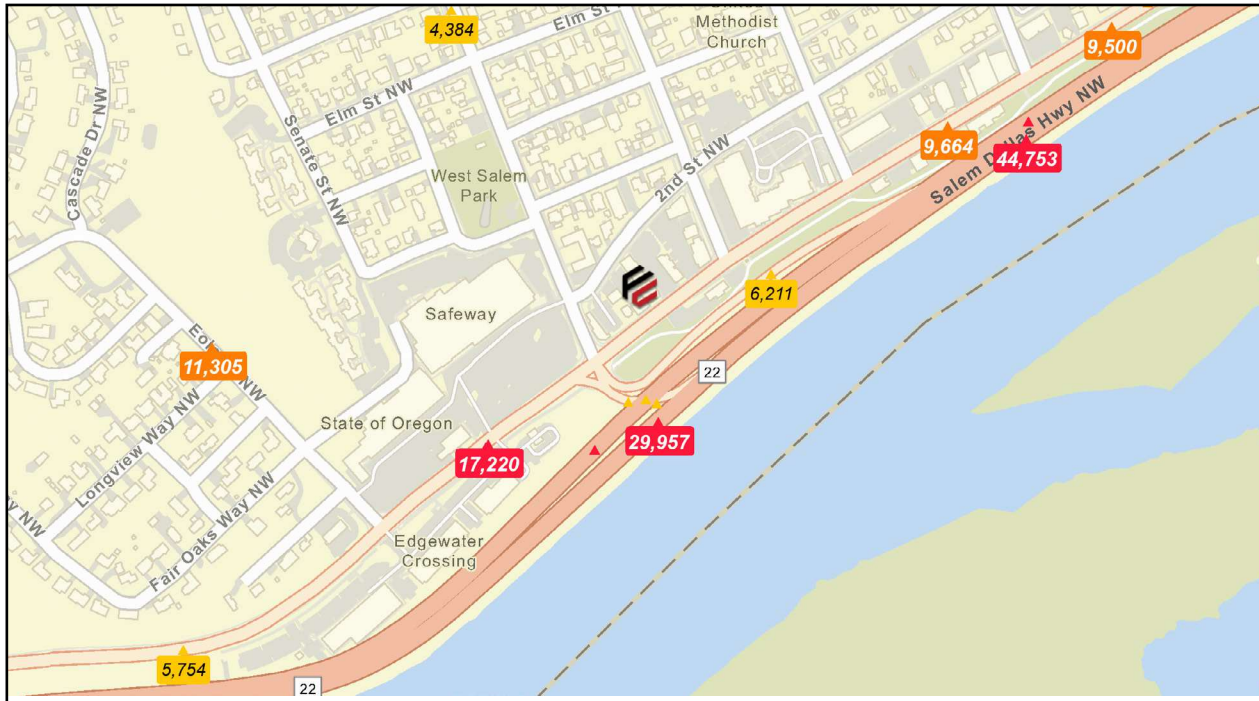 4,384
Elm St
Methodist
Church
9,500
Elm St NW
Senate St NW
Cascade Dr NW
9,664
44,753
Salem Dallas Hwy NW
2nd St NW
West Salem
Park
6,211
Safeway
11,305
NW
22
Longview Way NW
State of Oregon
29,957
17,220
NW
Fair Oaks Way NW
Edgewater
Crossing
5,754
22